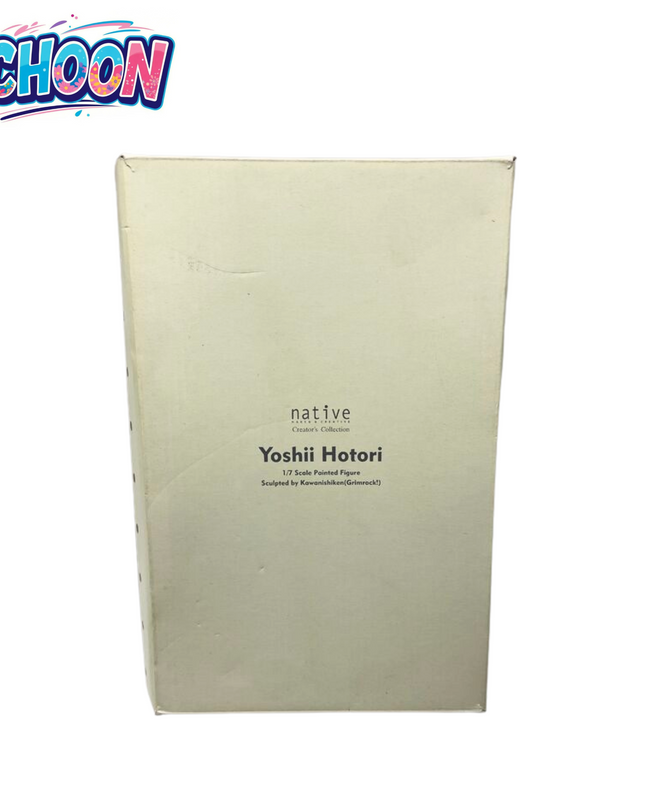 CHOON
native
Creator's Collection
Yoshii Hotori
1/7 Scale Painted Figure
Sculpted by Kawanishiken(Grimrock!)